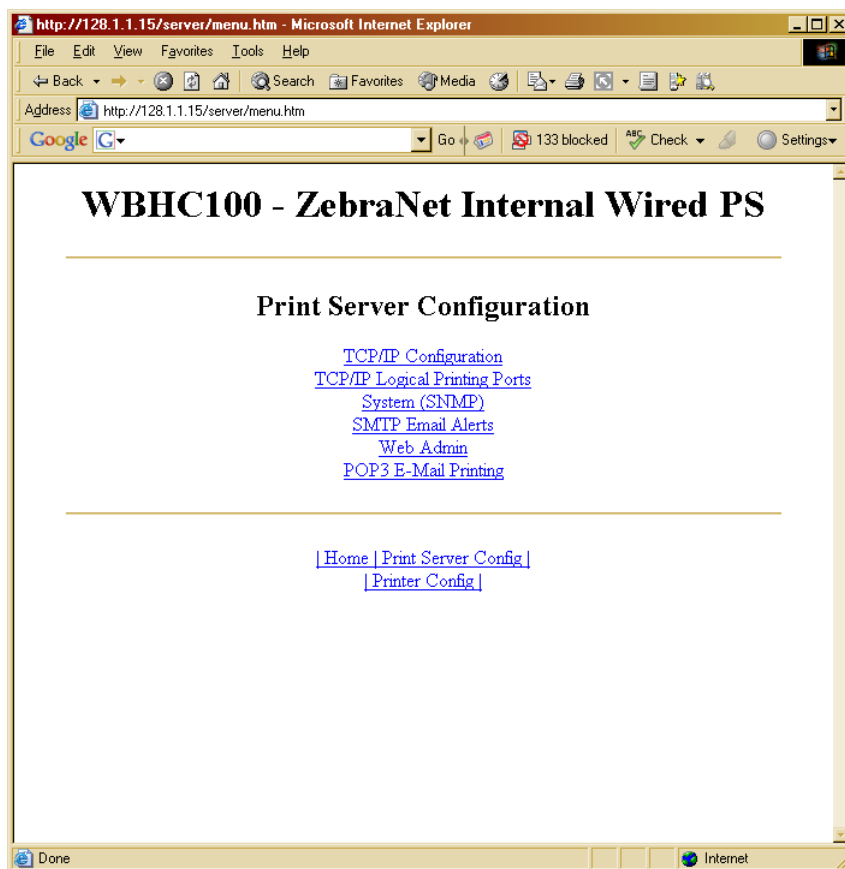 http://128.1.1.15/server/menu.htm - Microsoft Internet Explorer
File Edit View Favorites Tools Help
Back Search Favorites Media
Address http://128.1.1.15/server/menu.htm
Google G Go 133 blocked ABC Check Settings
WBHC100 - ZebraNet Internal Wired PS
Print Server Configuration
TCP/IP Configuration
TCP/IP Logical Printing Ports
System (SNMP)
SMTP Email Alerts
Web Admin
POP3 E-Mail Printing
| Home | Print Server Config |
| Printer Config |
Done Internet